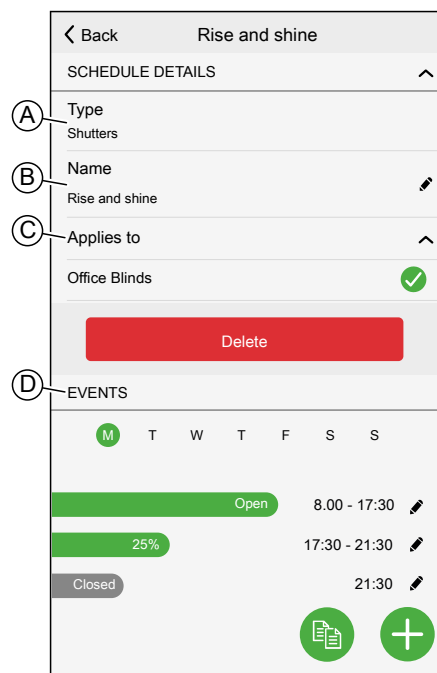 Back Rise and shine
SCHEDULE DETAILS
A Type
Shutters
B Name
Rise and shine
C Applies to
Office Blinds
Delete
D EVENTS
M T W T F S S
Open 8.00 - 17:30
25% 17:30 - 21:30
Closed 21:30